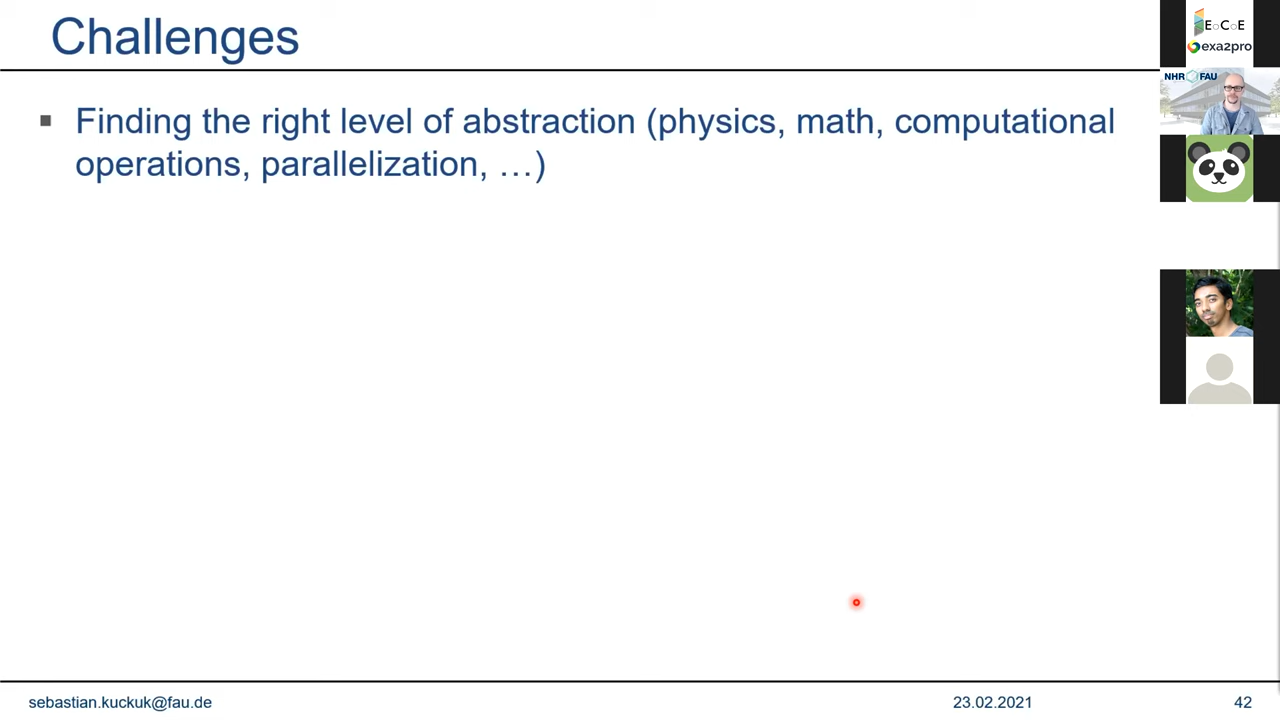 Challenges
Finding the right level of abstraction (physics, math, computational
operations, parallelization, …)
EoCoE
exa2pro
NHR FAU
sebastian.kuckuk@fau.de
23.02.2021
42